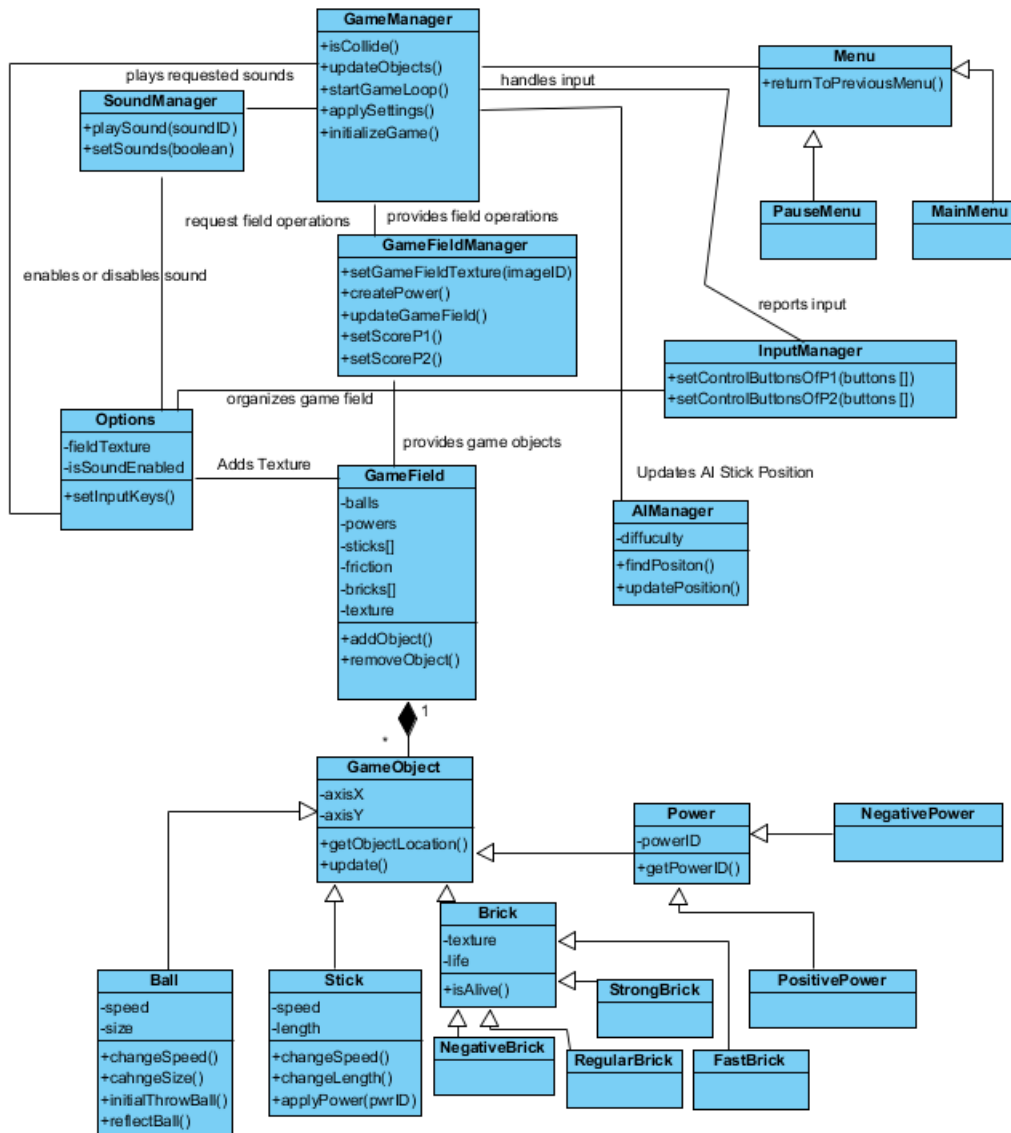 GameManager
+isCollide()
+updateObjects()
+startGameLoop()
+applySettings()
+initializeGame()
plays requested sounds
handles input
Menu
+returnToPreviousMenu()
SoundManager
+playSound(soundID)
+setSounds(boolean)
PauseMenu
MainMenu
request field operations
provides field operations
GameFieldManager
+setGameFieldTexture(imageID)
+createPower()
+updateGameField()
+setScoreP1()
+setScoreP2()
enables or disables sound
reports input
InputManager
+setControlButtonsOfP1(buttons [])
+setControlButtonsOfP2(buttons [])
organizes game field
Options
-fieldTexture
-isSoundEnabled
+setInputKeys()
provides game objects
Adds Texture
GameField
-balls
-powers
-sticks[]
-friction
-bricks[]
-texture
+addObject()
+removeObject()
Updates AI Stick Position
AIManager
-diffuculty
+findPositon()
+updatePosition()
1
*
GameObject
-axisX
-axisY
+getObjectLocation()
+update()
Power
-powerID
+getPowerID()
NegativePower
PositivePower
Brick
-texture
-life
+isAlive()
StrongBrick
NegativeBrick
RegularBrick
FastBrick
Ball
-speed
-size
+changeSpeed()
+cahngeSize()
+initialThrowBall()
+reflectBall()
Stick
-speed
-length
+changeSpeed()
+changeLength()
+applyPower(pwrID)